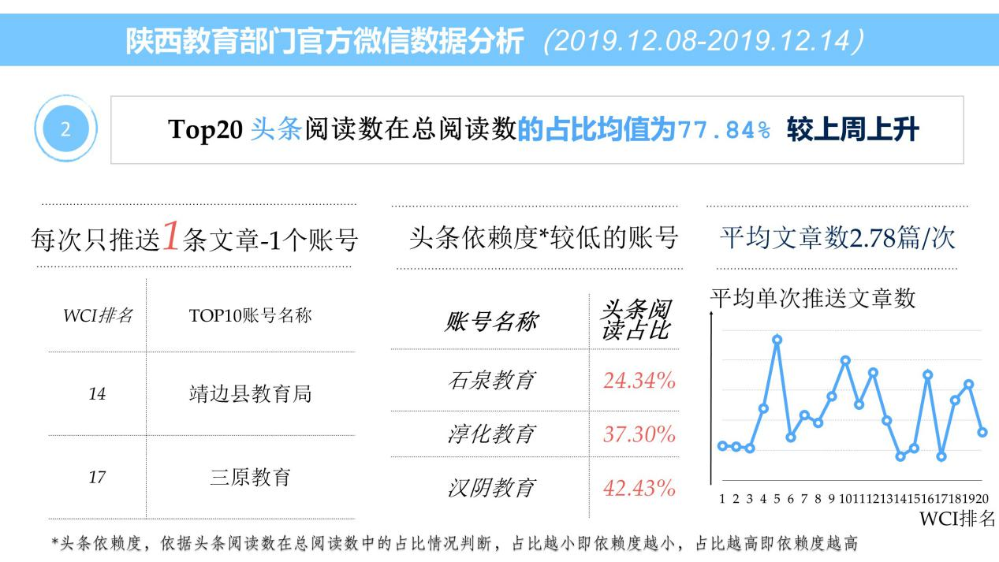 陕西教育部门官方微信数据分析（2019.12.08-2019.12.14）
2
Top20 头条阅读数在总阅读数的占比均值为77.84% 较上周上升
每次只推送1条文章-1个账号
WCI排名 TOP10账号名称
14 靖边县教育局
17 三原教育
头条依赖度*较低的账号
账号名称 头条阅
读占比
石泉教育 24.34%
淳化教育 37.30%
汉阴教育 42.43%
平均文章数2.78篇/次
平均单次推送文章数
1 2 3 4 5 6 7 8 9 10 11 12 13 14 15 16 17 18 19 20
WCI排名
*头条依赖度，依据头条阅读数在总阅读数中的占比情况判断，占比越小即依赖度越小，占比越高即依赖度越高